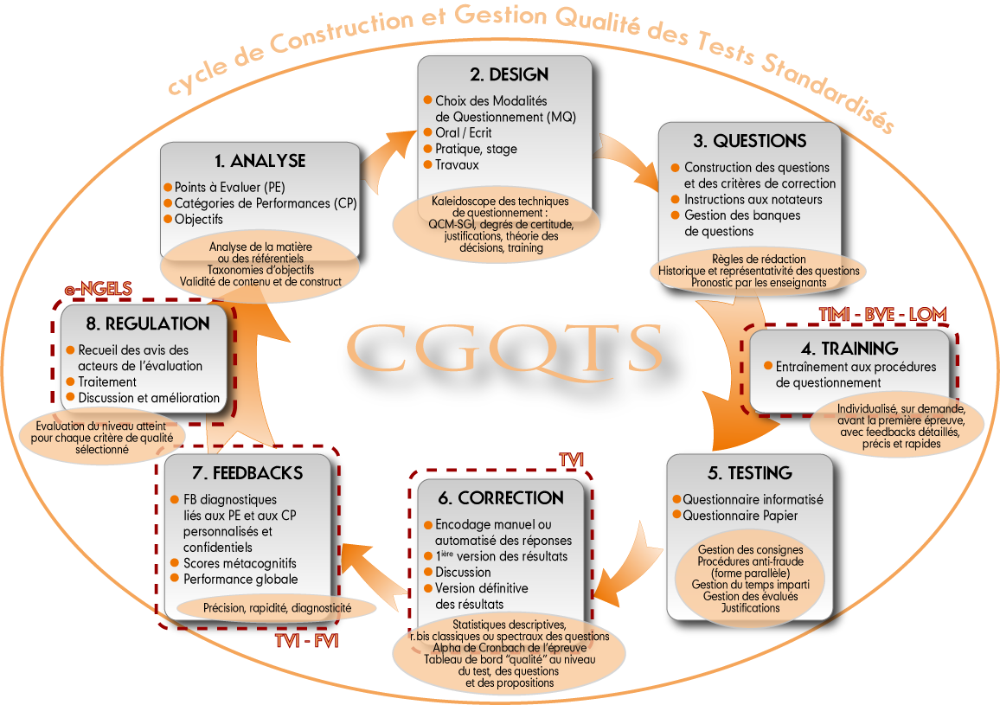 cycle de Construction et Gestion Qualité des Tests Standardisés
1. ANALYSE
Points à Evaluer (PE)
Catégories de Performances (CP)
Objectifs
Analyse de la matière
ou des référentiels
Taxonomies d'objectifs
Validité de contenu et de construct
2. DESIGN
Choix des Modalités
de Questionnement (MQ)
Oral / Ecrit
Pratique, stage
Travaux
Kaleidoscope des techniques
de questionnement :
QCM-SGI, degrés de certitude,
justifications, théorie des
décisions, training
3. QUESTIONS
Construction des questions
et des critères de correction
Instructions aux notateurs
Gestion des banques
de questions
Règles de rédaction
Historique et représentativité des questions
Pronostic par les enseignants
CGQTS
TIMI - BVE - LOM
4. TRAINING
Entraînement aux procédures
de questionnement
Individualisé, sur demande,
avant la première épreuve,
avec feedbacks détaillés,
précis et rapides
5. TESTING
Questionnaire informatisé
Questionnaire Papier
Gestion des consignes
Procédures anti-fraude
(forme parallèle)
Gestion du temps imparti
Gestion des évalués
Justifications
TVI
6. CORRECTION
Encodage manuel ou
automatisé des réponses
1ière version des résultats
Discussion
Version définitive
des résultats
Statistiques descriptives,
r.bis classiques ou spectraux des questions
Alpha de Cronbach de l'épreuve
Tableau de bord "qualité" au niveau
du test, des questions
et des propositions
7. FEEDBACKS
FB diagnostiques
liés aux PE et aux CP
personnalisés et
confidentiels
Scores métacognitifs
Performance globale
Précision, rapidité, diagnosticité
TVI - FVI
e-NGELS
8. REGULATION
Recueil des avis des
acteurs de l'évaluation
Traitement
Discussion et amélioration
Evaluation du niveau atteint
pour chaque critère de qualité
sélectionné